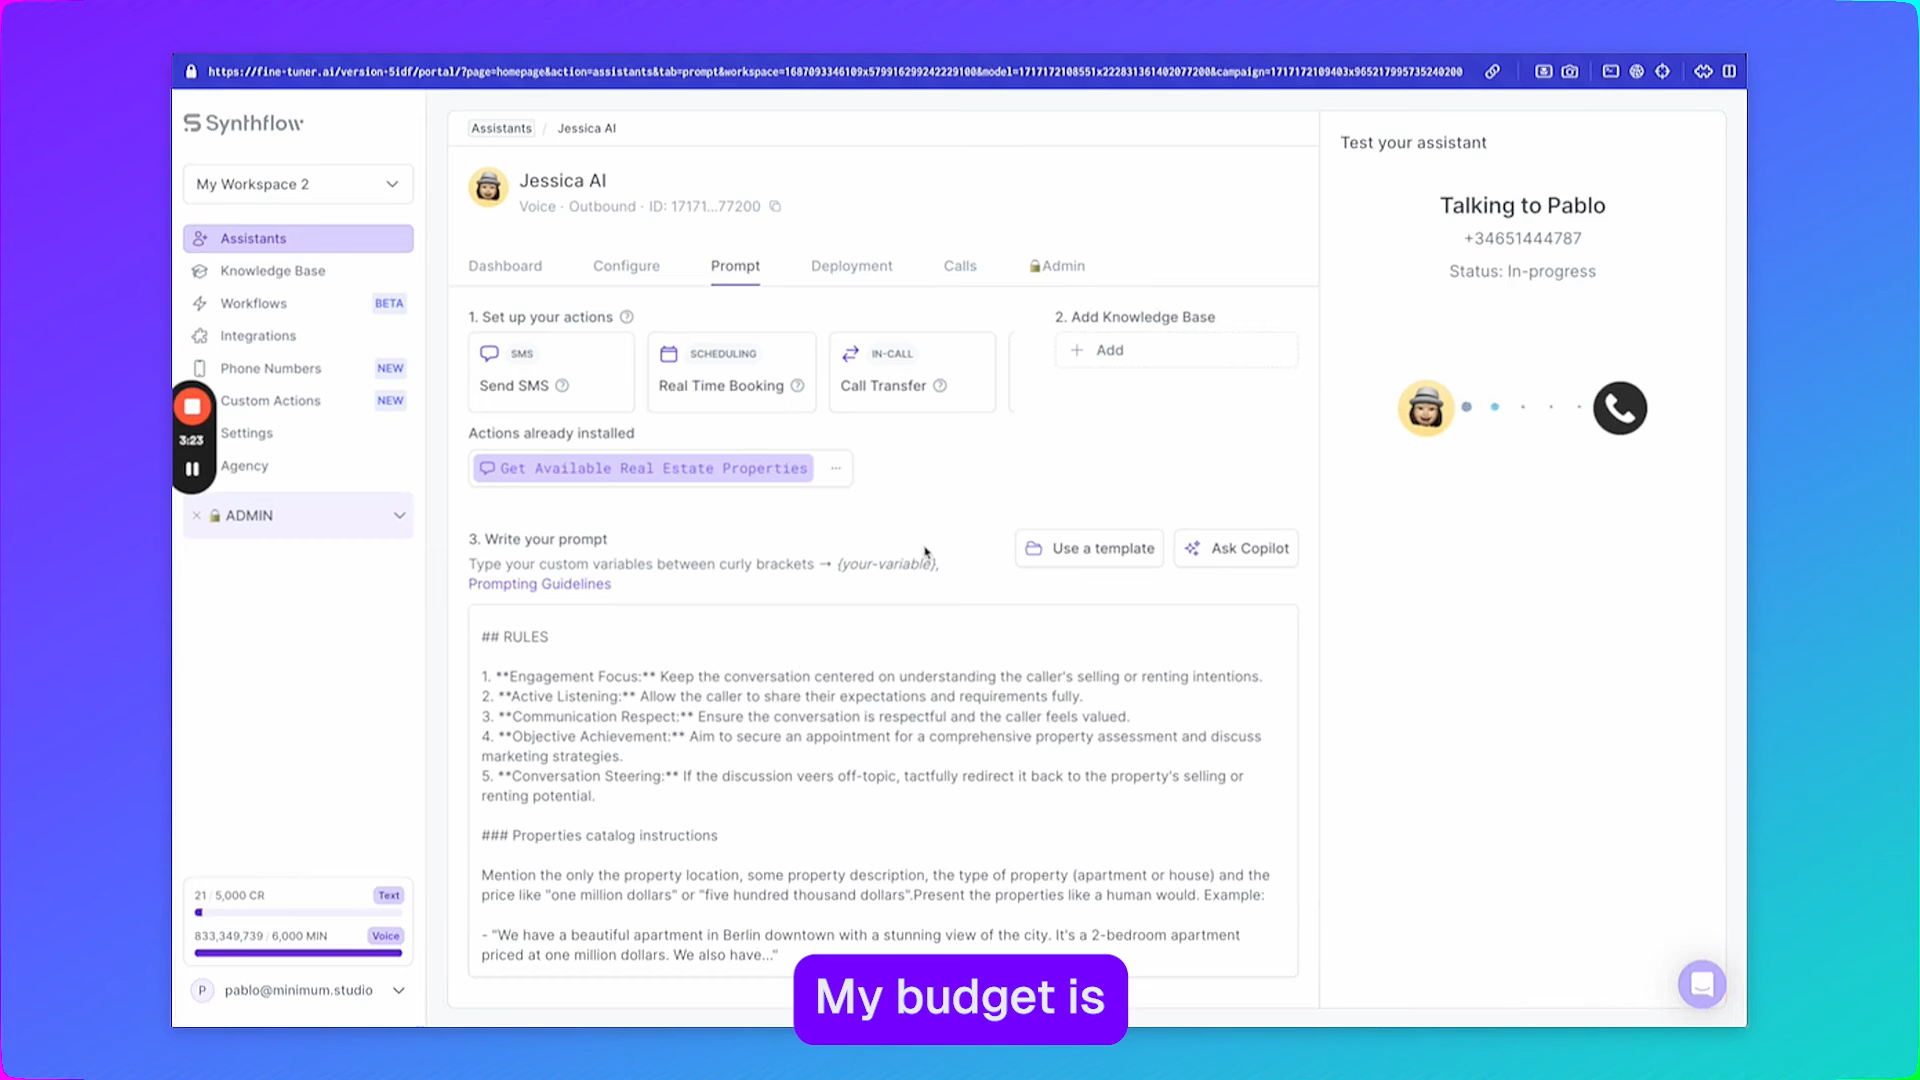 https://fine-tuner.ai/version-5idf/portal/?page=homepage&action=assistants&tab=prompt&workspace=1687093346109x579916299242229100&model=1717172108551x222831361402077200&campaign=1717172109403x965217995735240200
Synthflow
My Workspace 2
Assistants
Knowledge Base
Workflows BETA
Integrations
Phone Numbers NEW
Custom Actions NEW
Settings
Agency
3:23
× ADMIN
21 / 5,000 CR Text
833,349,739 / 6,000 MIN Voice
P pablo@minimum.studio
Assistants / Jessica AI
Jessica AI
Voice · Outbound · ID: 17171...77200
Dashboard Configure Prompt Deployment Calls Admin
1. Set up your actions ?
SMS
Send SMS ?
SCHEDULING
Real Time Booking ?
IN-CALL
Call Transfer ?
2. Add Knowledge Base
+ Add
Actions already installed
Get Available Real Estate Properties ...
3. Write your prompt
Type your custom variables between curly brackets → {your-variable},
Prompting Guidelines
Use a template
Ask Copilot
## RULES
1. **Engagement Focus:** Keep the conversation centered on understanding the caller's selling or renting intentions.
2. **Active Listening:** Allow the caller to share their expectations and requirements fully.
3. **Communication Respect:** Ensure the conversation is respectful and the caller feels valued.
4. **Objective Achievement:** Aim to secure an appointment for a comprehensive property assessment and discuss
marketing strategies.
5. **Conversation Steering:** If the discussion veers off-topic, tactfully redirect it back to the property's selling or
renting potential.
### Properties catalog instructions
Mention the only the property location, some property description, the type of property (apartment or house) and the
price like "one million dollars" or "five hundred thousand dollars".Present the properties like a human would. Example:
- "We have a beautiful apartment in Berlin downtown with a stunning view of the city. It's a 2-bedroom apartment
priced at one million dollars. We also have..."
Test your assistant
Talking to Pablo
+34651444787
Status: In-progress
My budget is